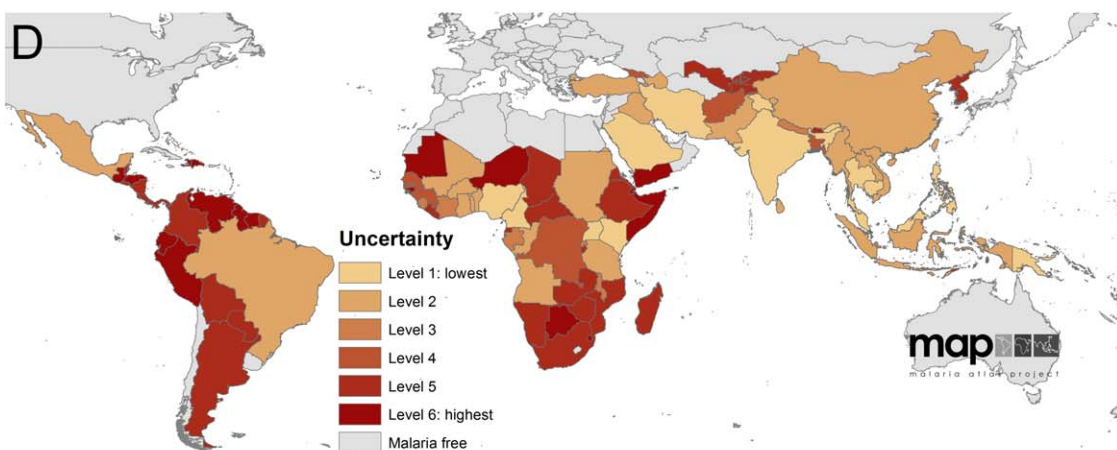 D
Uncertainty
Level 1: lowest
Level 2
Level 3
Level 4
Level 5
Level 6: highest
Malaria free
map
malaria atlas project